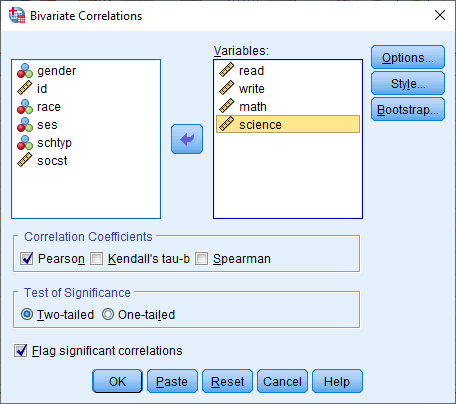 Bivariate Correlations
Variables:
gender
id
race
ses
schtyp
socst
read
write
math
science
Options...
Style...
Bootstrap...
Correlation Coefficients
Pearson Kendall's tau-b Spearman
Test of Significance
Two-tailed One-tailed
Flag significant correlations
OK Paste Reset Cancel Help